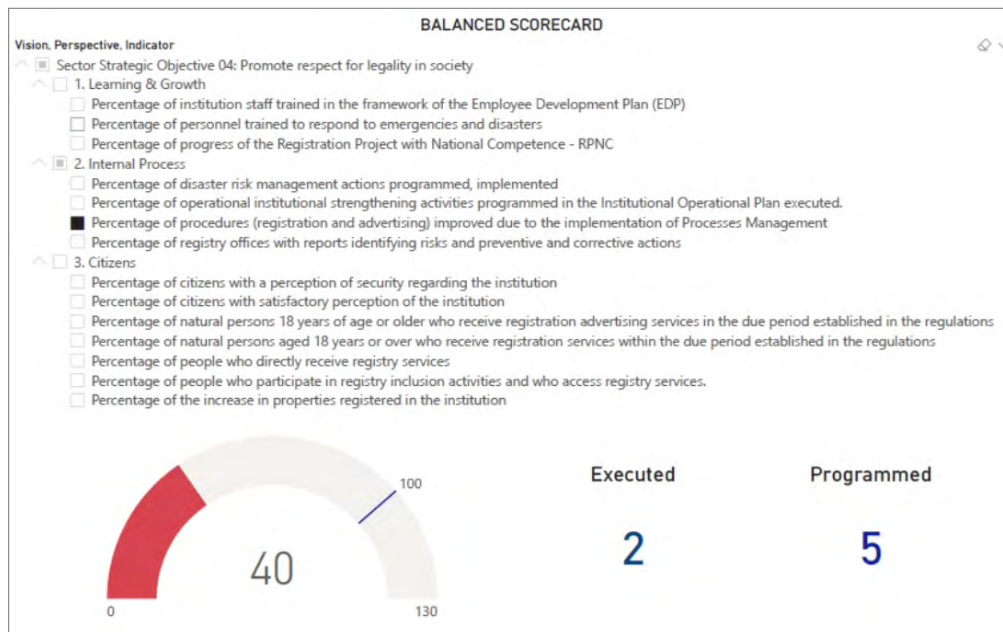 BALANCED SCORECARD
Vision, Perspective, Indicator
Sector Strategic Objective 04: Promote respect for legality in society
1. Learning & Growth
Percentage of institution staff trained in the framework of the Employee Development Plan (EDP)
Percentage of personnel trained to respond to emergencies and disasters
Percentage of progress of the Registration Project with National Competence - RPNC
2. Internal Process
Percentage of disaster risk management actions programmed, implemented
Percentage of operational institutional strengthening activities programmed in the Institutional Operational Plan executed.
Percentage of procedures (registration and advertising) improved due to the implementation of Processes Management
Percentage of registry offices with reports identifying risks and preventive and corrective actions
3. Citizens
Percentage of citizens with a perception of security regarding the institution
Percentage of citizens with satisfactory perception of the institution
Percentage of natural persons 18 years of age or older who receive registration advertising services in the due period established in the regulations
Percentage of natural persons aged 18 years or over who receive registration services within the due period established in the regulations
Percentage of people who directly receive registry services
Percentage of people who participate in registry inclusion activities and who access registry services.
Percentage of the increase in properties registered in the institution
Executed
Programmed
100
40
2
5
0
130